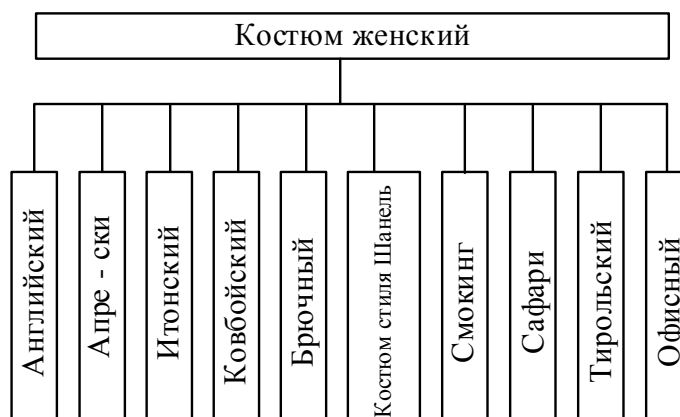 Костюм женский
Английский
Апре - ски
Итонский
Ковбойский
Брючный
Костюм стиля Шанель
Смокинг
Сафари
Тирольский
Офисный